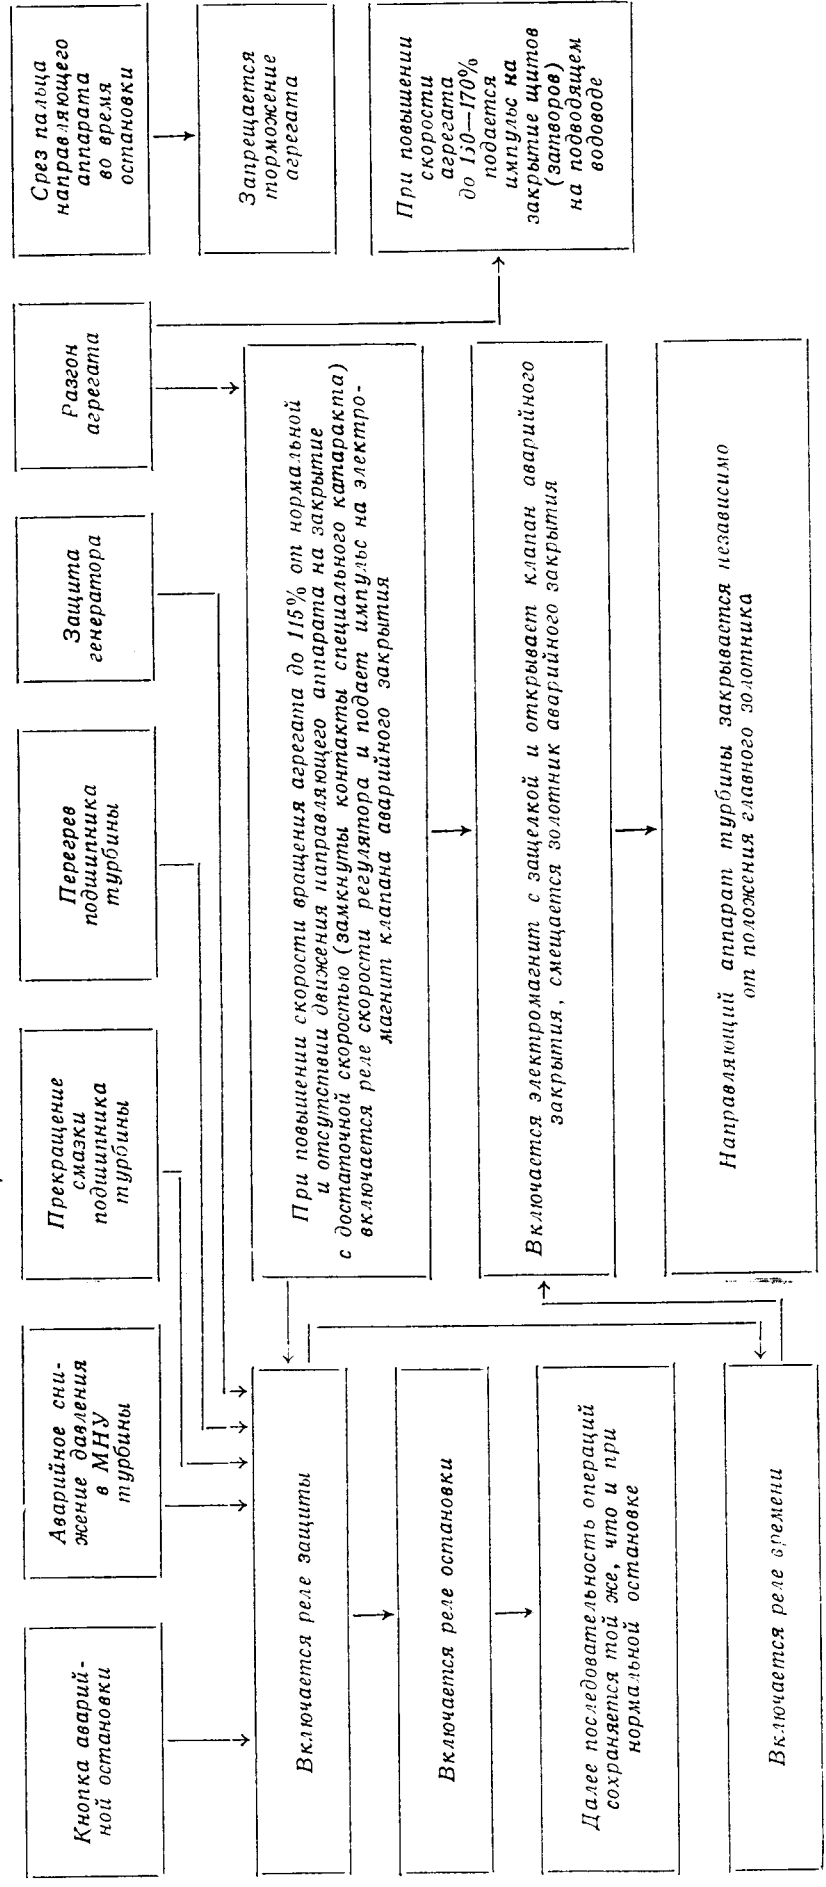 Кнопка аварий-
ной остановки
Аварийное сни-
жение давления
в МНУ
турбины
Прекращение
смазки
подшипника
турбины
Перегрев
подшипника
турбины
Защита
генератора
Разгон
агрегата
Срез пальца
направляющего
аппарата
во время
остановки
Включается реле защиты
При повышении скорости вращения агрегата до 115% от нормальной
и отсутствии движения направляющего аппарата на закрытие
с достаточной скоростью (замкнуты контакты специального катаракта)
включается реле скорости регулятора и подает импульс на электро-
магнит клапана аварийного закрытия
Запрещается
торможение
агрегата
Включается реле остановки
Включается электромагнит с защелкой и открывает клапан аварийного
закрытия, смещается золотник аварийного закрытия
При повышении
скорости
агрегата
до 130—170%
подается
импульс на
закрытие щитов
(затворов)
на подводящем
водоводе
Далее последовательность операций
сохраняется той же, что и при
нормальной остановке
Направляющий аппарат турбины закрывается независимо
от положения главного золотника
Включается реле времени